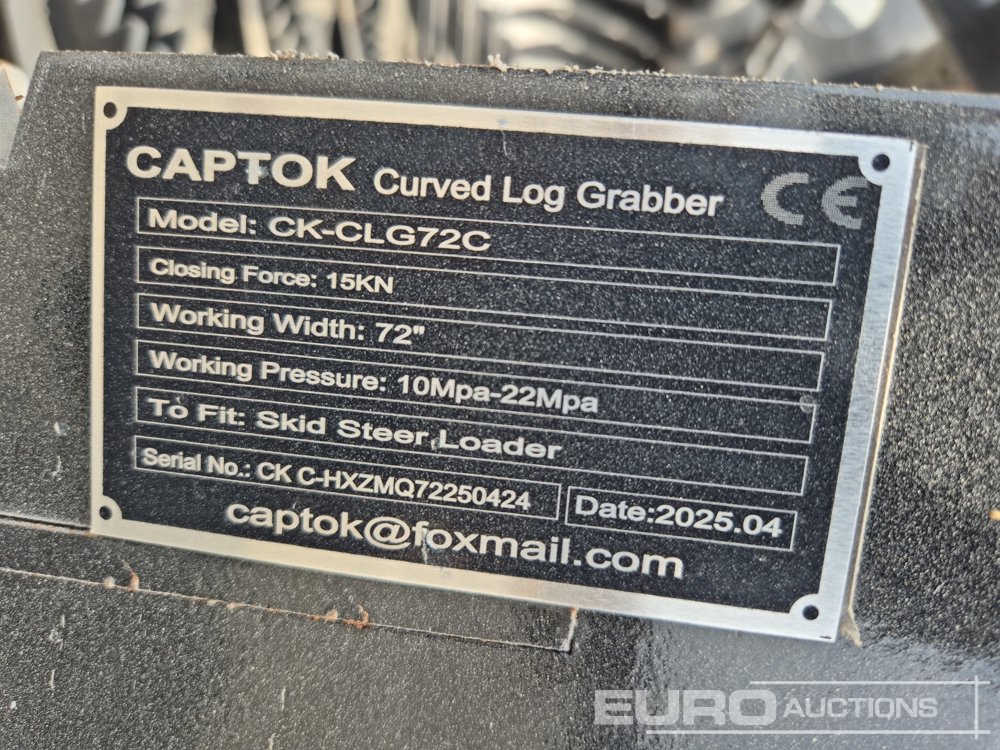 CAPTOK Curved Log Grabber CE
Model: CK-CLG72C
Closing Force: 15KN
Working Width: 72"
Working Pressure: 10Mpa-22Mpa
To Fit: Skid Steer Loader
Serial No.: CK C-HXZMQ72250424 Date:2025.04
captok@foxmail.com
EURO AUCTIONS